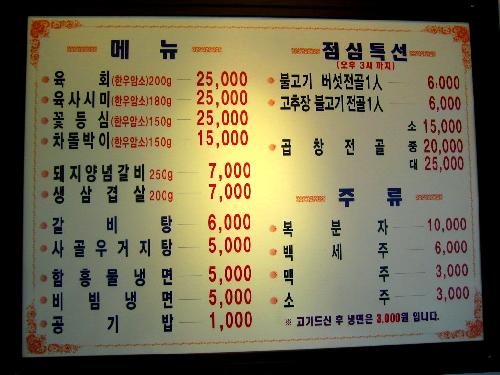 메뉴
육회(한우암소)200g 25,000
육사시미(한우암소)180g 25,000
꽃등심(한우암소)150g 25,000
차돌박이(한우암소)150g 15,000
돼지양념갈비 250g 7,000
생삼겹살 200g 7,000
갈비탕 6,000
사골우거지탕 5,000
함흥물냉면 5,000
비빔냉면 5,000
공기밥 1,000
점심특선
(오후 3시 까지)
불고기 버섯전골1人 6,000
고추장 불고기전골1人 6,000
소 15,000
곱창전골 중 20,000
대 25,000
주류
복분자 10,000
백세주 6,000
맥주 3,000
소주 3,000
※ 고기드신 후 냉면은 3,000원 입니다.